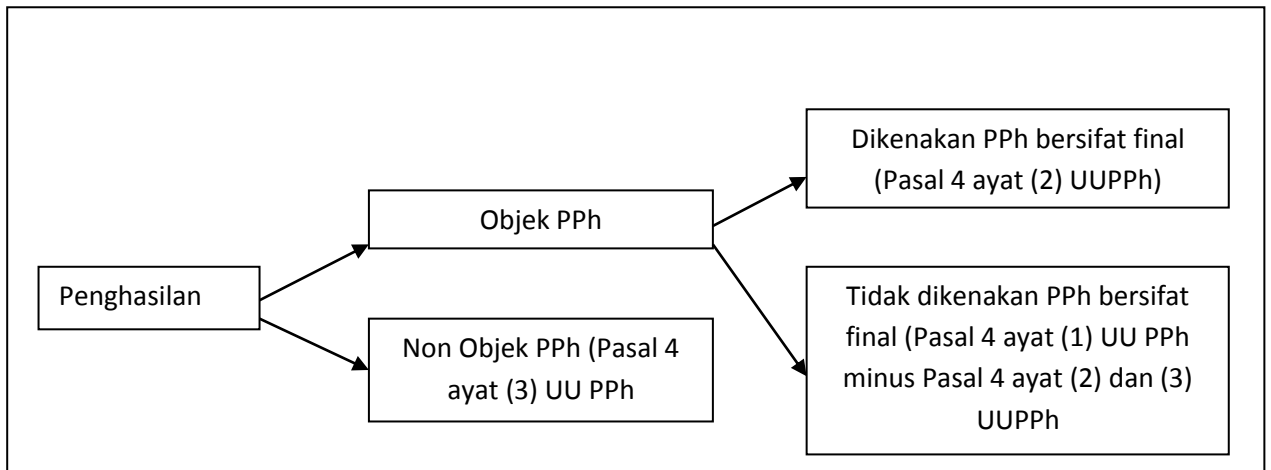 Penghasilan
Objek PPh
Non Objek PPh (Pasal 4
ayat (3) UU PPh
Dikenakan PPh bersifat final
(Pasal 4 ayat (2) UUPPh)
Tidak dikenakan PPh bersifat
final (Pasal 4 ayat (1) UU PPh
minus Pasal 4 ayat (2) dan (3)
UUPPh